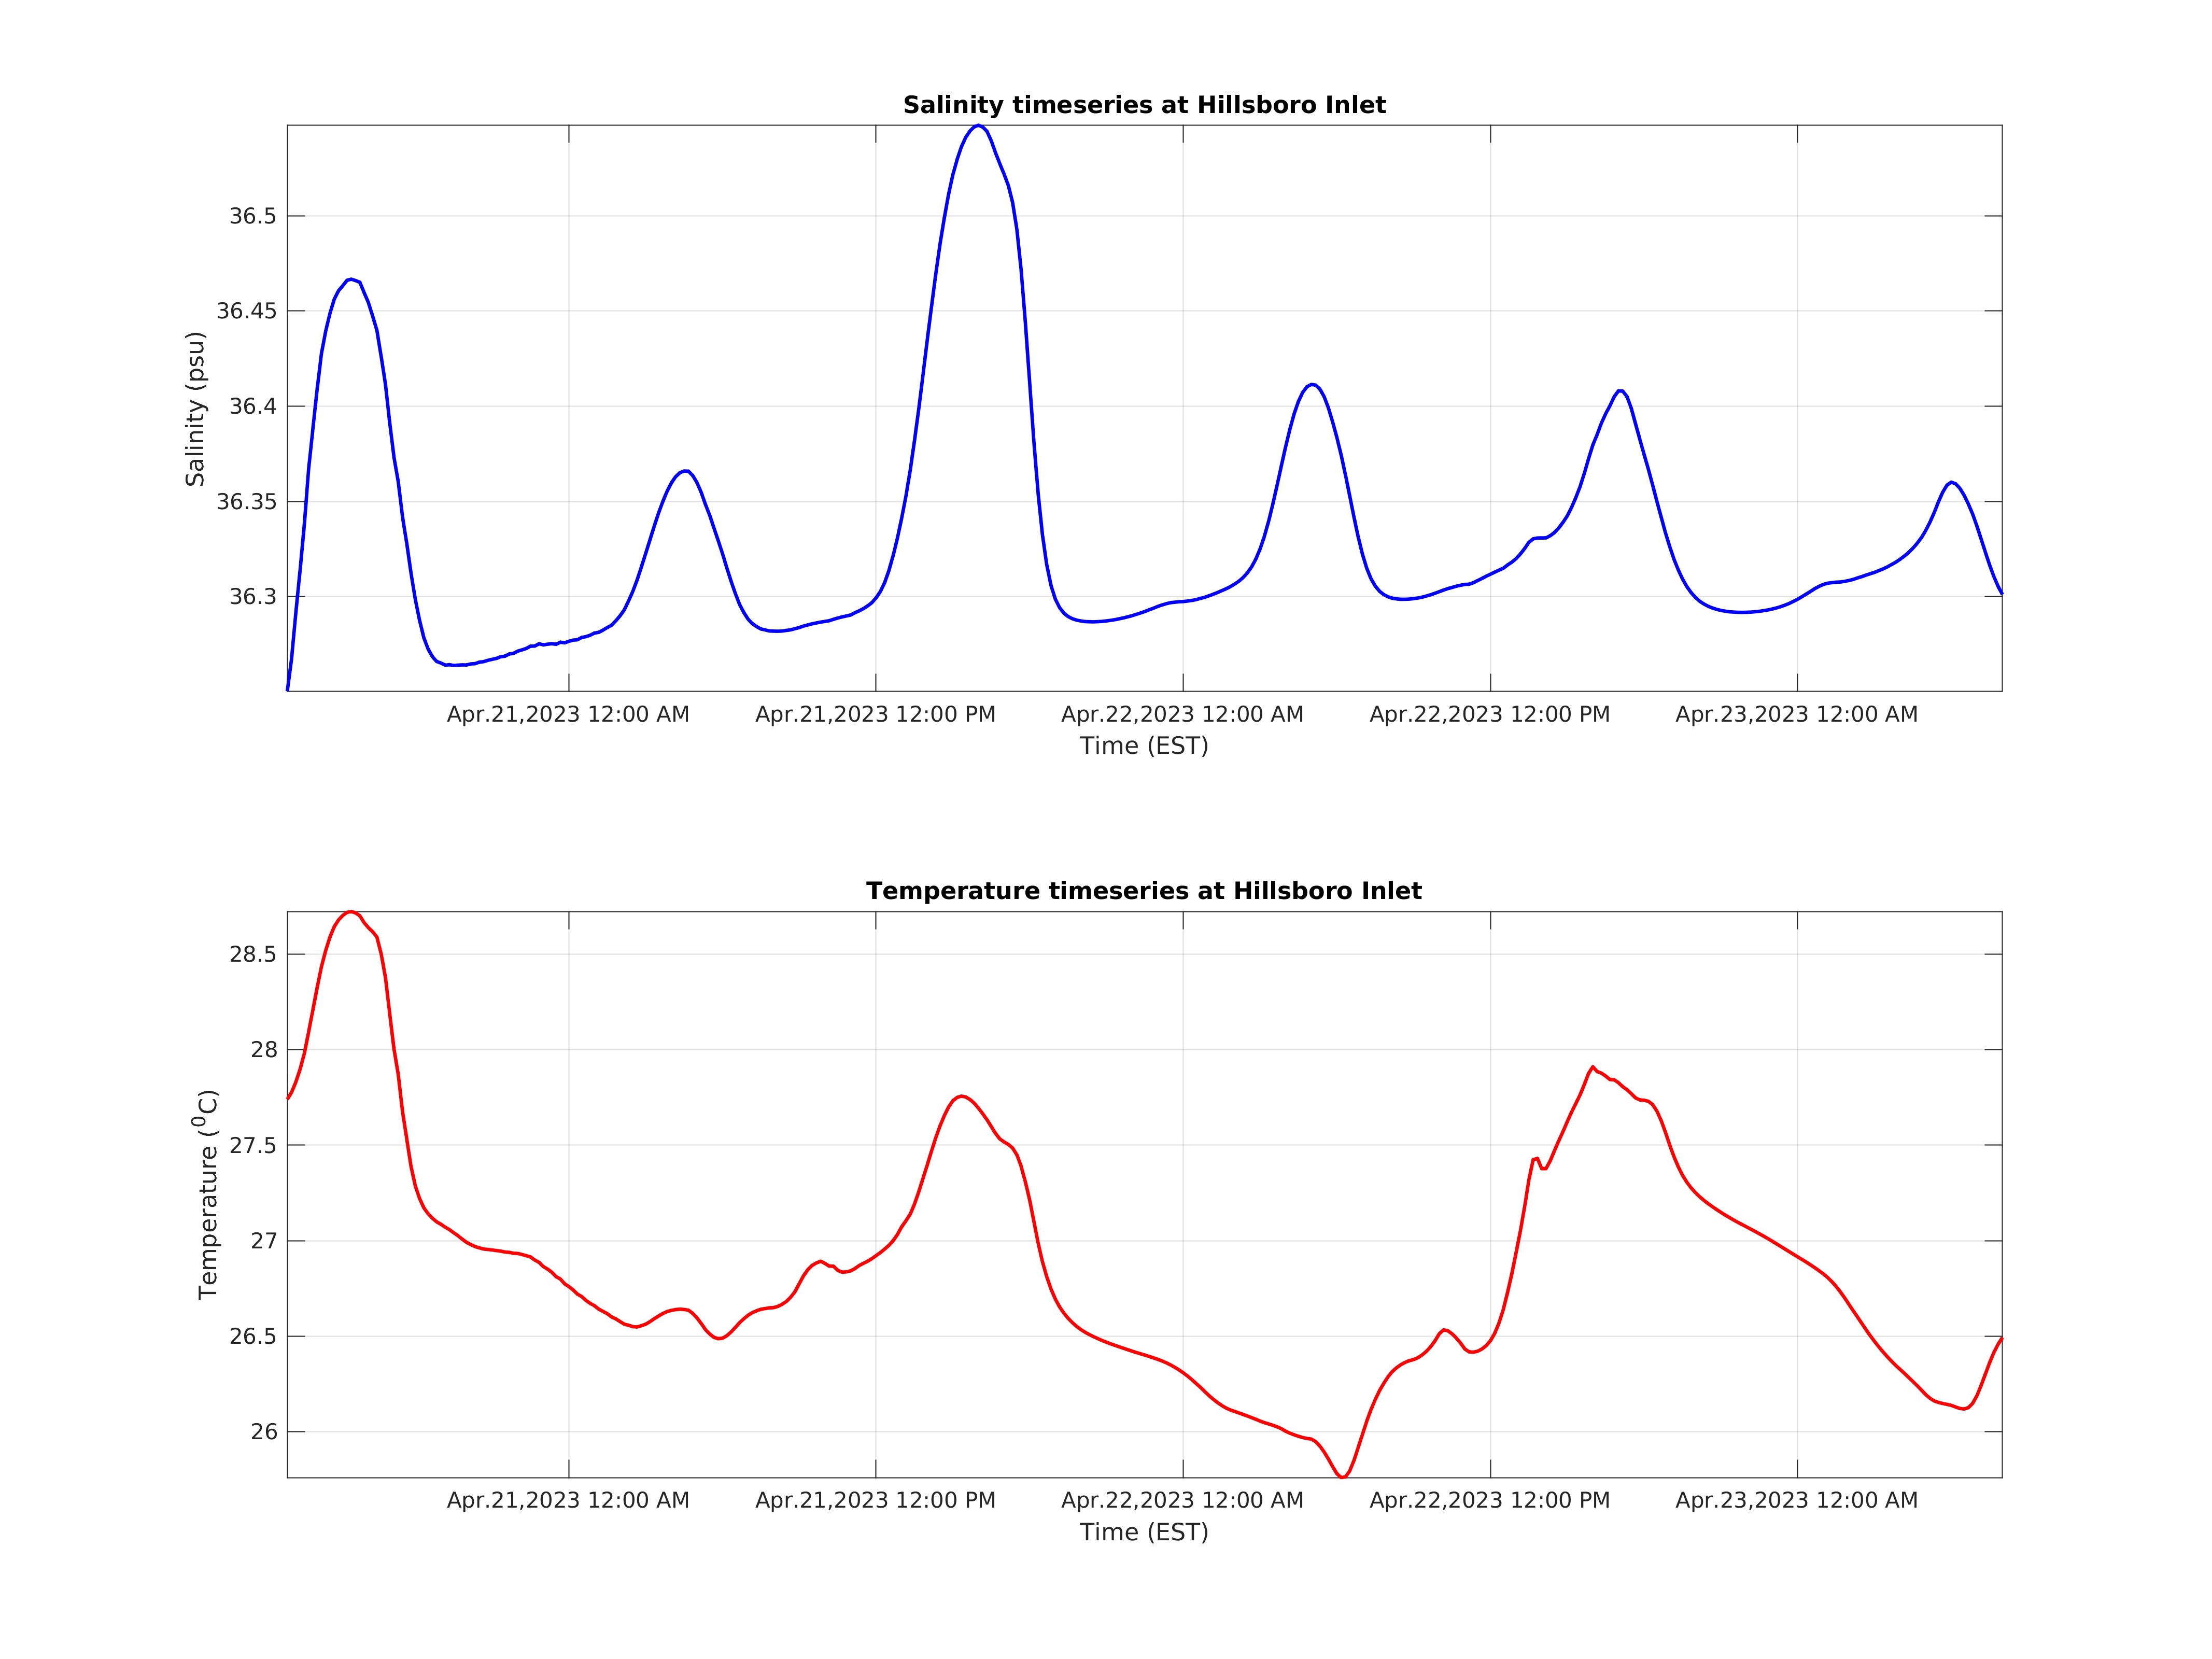 Salinity timeseries at Hillsboro Inlet
36.5
36.45
36.4
36.35
36.3
Salinity (psu)
Apr.21,2023 12:00 AM Apr.21,2023 12:00 PM Apr.22,2023 12:00 AM Apr.22,2023 12:00 PM Apr.23,2023 12:00 AM
Time (EST)
Temperature timeseries at Hillsboro Inlet
28.5
28
27.5
27
26.5
26
Temperature (⁰C)
Apr.21,2023 12:00 AM Apr.21,2023 12:00 PM Apr.22,2023 12:00 AM Apr.22,2023 12:00 PM Apr.23,2023 12:00 AM
Time (EST)